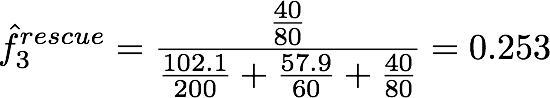 \hat{f}_3^{rescue} = \frac{\frac{40}{80}}{\frac{102.1}{200} + \frac{57.9}{60} + \frac{40}{80}} = 0.253